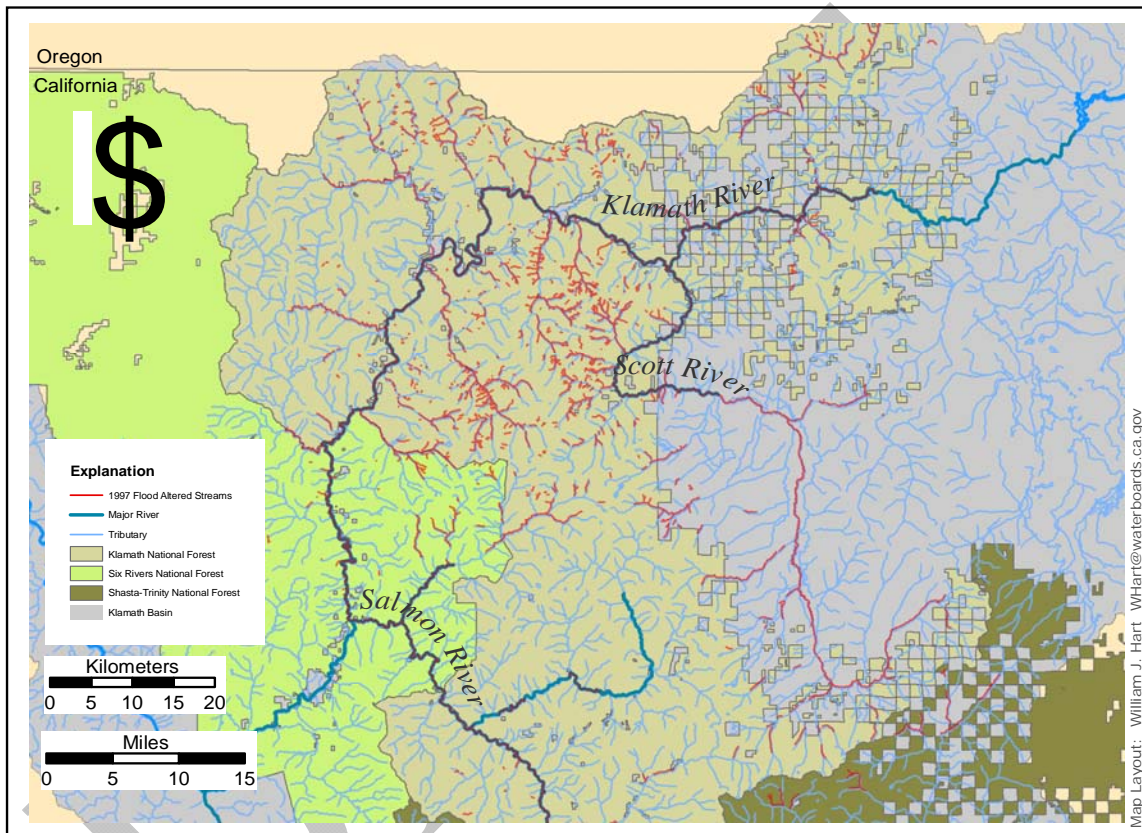 Oregon
California
$
Klamath River
Scott River
Salmon River
Explanation
1997 Flood Altered Streams
Major River
Tributary
Klamath National Forest
Six Rivers National Forest
Shasta-Trinity National Forest
Klamath Basin
Kilometers
0 5 10 15 20
Miles
0 5 10 15
Map Layout: William J. Hart WHart@waterboards.ca.gov